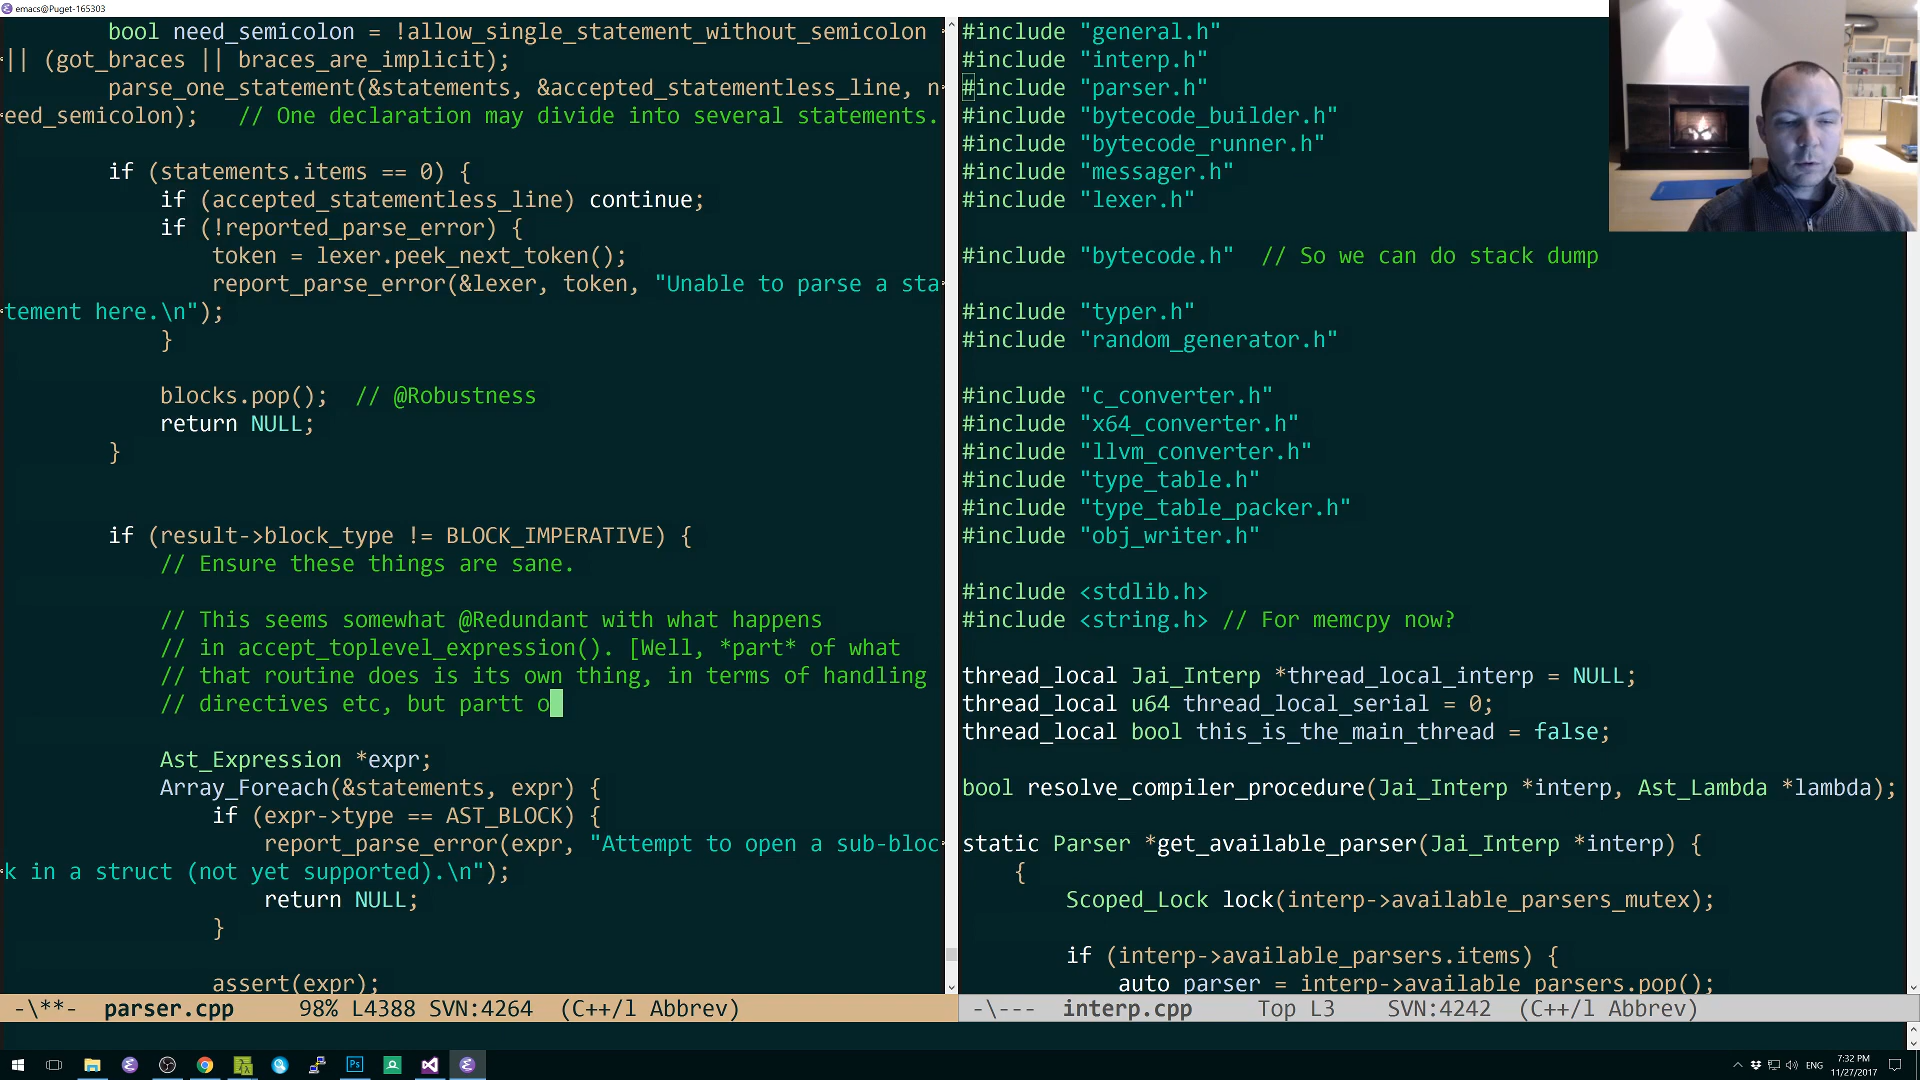 emacs@Puget-165303
bool need_semicolon = !allow_single_statement_without_semicolon
|| (got_braces || braces_are_implicit);
parse_one_statement(&statements, &accepted_statementless_line, n
eed_semicolon);   // One declaration may divide into several statements.
if (statements.items == 0) {
if (accepted_statementless_line) continue;
if (!reported_parse_error) {
token = lexer.peek_next_token();
report_parse_error(&lexer, token, "Unable to parse a sta
tement here.\n");
}
blocks.pop();  // @Robustness
return NULL;
}
if (result->block_type != BLOCK_IMPERATIVE) {
// Ensure these things are sane.
// This seems somewhat @Redundant with what happens
// in accept_toplevel_expression(). [Well, *part* of what
// that routine does is its own thing, in terms of handling
// directives etc, but partt o
Ast_Expression *expr;
Array_Foreach(&statements, expr) {
if (expr->type == AST_BLOCK) {
report_parse_error(expr, "Attempt to open a sub-bloc
k in a struct (not yet supported).\n");
return NULL;
}
assert(expr);
-\**-  parser.cpp     98% L4388 SVN:4264  (C++/l Abbrev)
#include "general.h"
#include "interp.h"
#include "parser.h"
#include "bytecode_builder.h"
#include "bytecode_runner.h"
#include "messager.h"
#include "lexer.h"
#include "bytecode.h"  // So we can do stack dump
#include "typer.h"
#include "random_generator.h"
#include "c_converter.h"
#include "x64_converter.h"
#include "llvm_converter.h"
#include "type_table.h"
#include "type_table_packer.h"
#include "obj_writer.h"
#include <stdlib.h>
#include <string.h> // For memcpy now?
thread_local Jai_Interp *thread_local_interp = NULL;
thread_local u64 thread_local_serial = 0;
thread_local bool this_is_the_main_thread = false;
bool resolve_compiler_procedure(Jai_Interp *interp, Ast_Lambda *lambda);
static Parser *get_available_parser(Jai_Interp *interp) {
{
Scoped_Lock lock(interp->available_parsers_mutex);
if (interp->available_parsers.items) {
auto parser = interp->available_parsers.pop();
-\---  interp.cpp     Top L3    SVN:4242  (C++/l Abbrev)
Ps
ENG
7:32 PM
11/27/2017